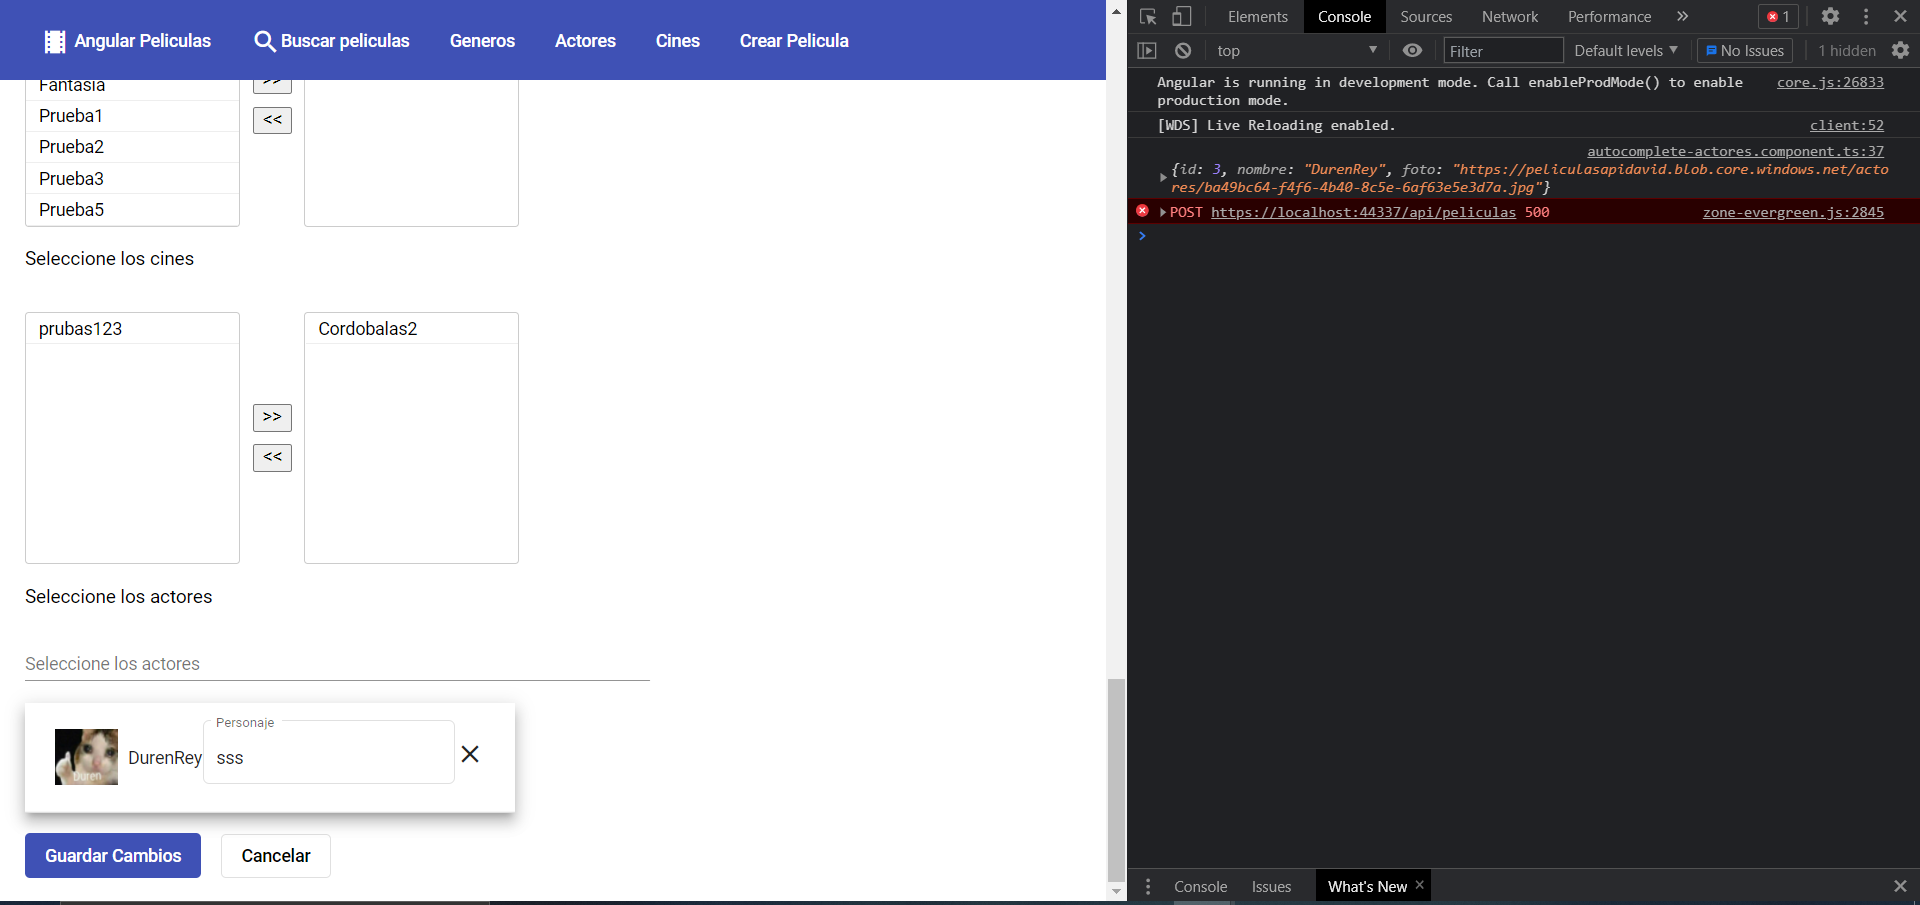 Angular Peliculas
Buscar peliculas
Generos
Actores
Cines
Crear Pelicula
Fantasia
Prueba1
Prueba2
Prueba3
Prueba5
>>
<<
Seleccione los cines
prubas123
>>
<<
Cordobalas2
Seleccione los actores
Seleccione los actores
Duren
DurenRey
Personaje
sss
Guardar Cambios
Cancelar
Elements
Console
Sources
Network
Performance
1
top
Filter
Default levels
No Issues
1 hidden
Angular is running in development mode. Call enableProdMode() to enable
production mode.
core.js:26833
[WDS] Live Reloading enabled.
client:52
autocomplete-actores.component.ts:37
{id: 3, nombre: "DurenRey", foto: "https://peliculasapidavid.blob.core.windows.net/acto
res/ba49bc64-f4f6-4b40-8c5e-6af63e5e3d7a.jpg"}
POST https://localhost:44337/api/peliculas 500
zone-evergreen.js:2845
Console
Issues
What's New